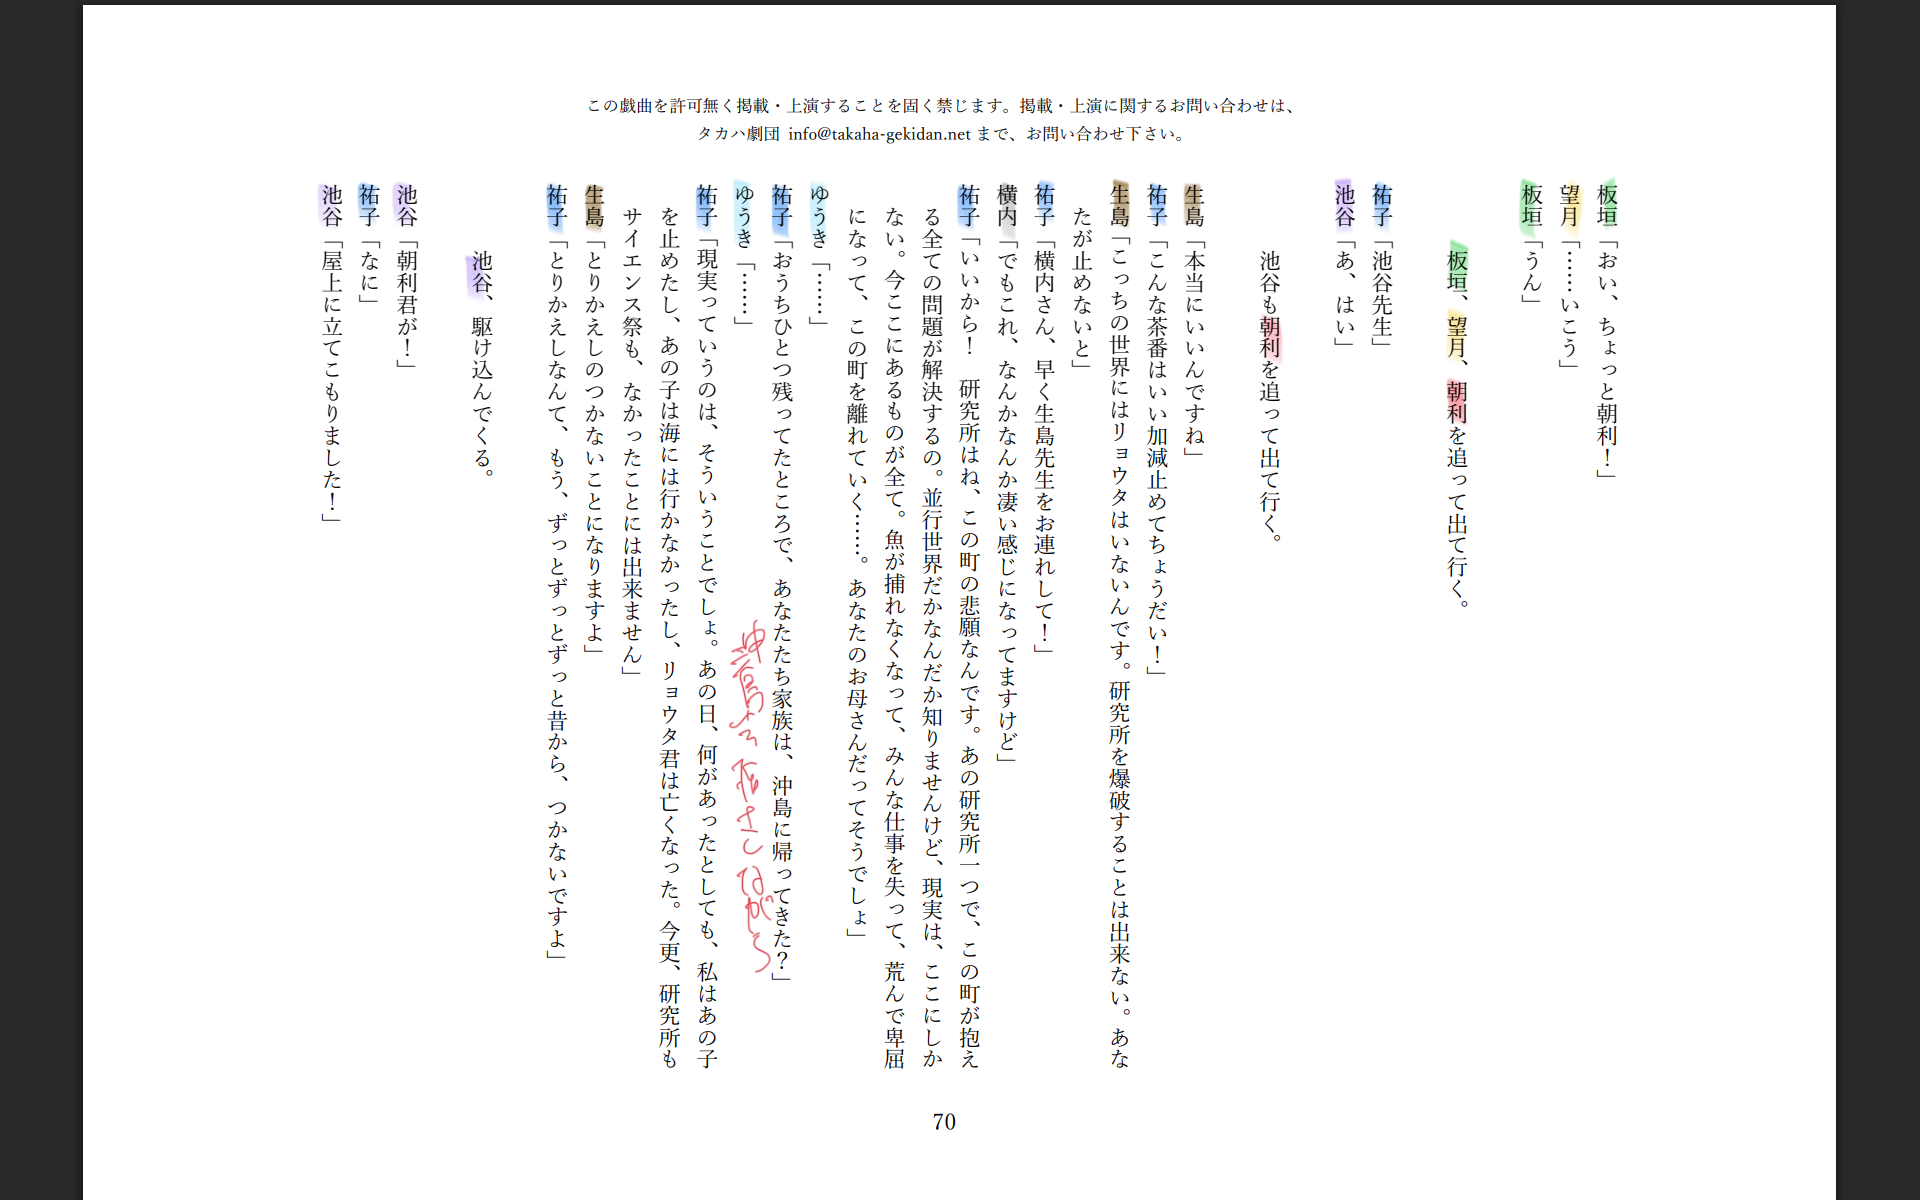 この戯曲を許可無く掲載・上演することを固く禁じます。掲載・上演に関するお問い合わせは、
タカハ劇団 info@takaha-gekidan.net まで、お問い合わせ下さい。
板垣「おい、ちょっと朝利！」
望月「……いこう」
板垣「うん」
板垣、望月、朝利を追って出て行く。
祐子「池谷先生」
池谷「あ、はい」
池谷も朝利を追って出て行く。
生島「本当にいいんですね」
祐子「こんな茶番はいい加減止めてちょうだい！」
生島「こっちの世界にはリョウタはいないんです。研究所を爆破することは出来ない。あな
たが止めないと」
祐子「横内さん、早く生島先生をお連れして！」
横内「でもこれ、なんかなんか凄い感じになってますけど」
祐子「いいから！　研究所はね、この町の悲願なんです。あの研究所一つで、この町が抱え
る全ての問題が解決するの。並行世界だかなんだか知りませんけど、現実は、ここにしか
ない。今ここにあるものが全て。魚が捕れなくなって、みんな仕事を失って、荒んで卑屈
になって、この町を離れていく……。あなたのお母さんだってそうでしょ」
ゆうき「……」
祐子「おうちひとつ残ってたところで、あなたたち家族は、沖島に帰ってきた？」
ゆうき「……」
祐子「現実っていうのは、そういうことでしょ。あの日、何があったとしても、私はあの子
を止めたし、あの子は海には行かなかったし、リョウタ君は亡くなった。今更、研究所も
サイエンス祭も、なかったことには出来ません」
生島「とりかえしのつかないことになりますよ」
祐子「とりかえしなんて、もう、ずっとずっとずっと昔から、つかないですよ」
池谷、駆け込んでくる。
池谷「朝利君が！」
祐子「なに」
池谷「屋上に立てこもりました！」
70